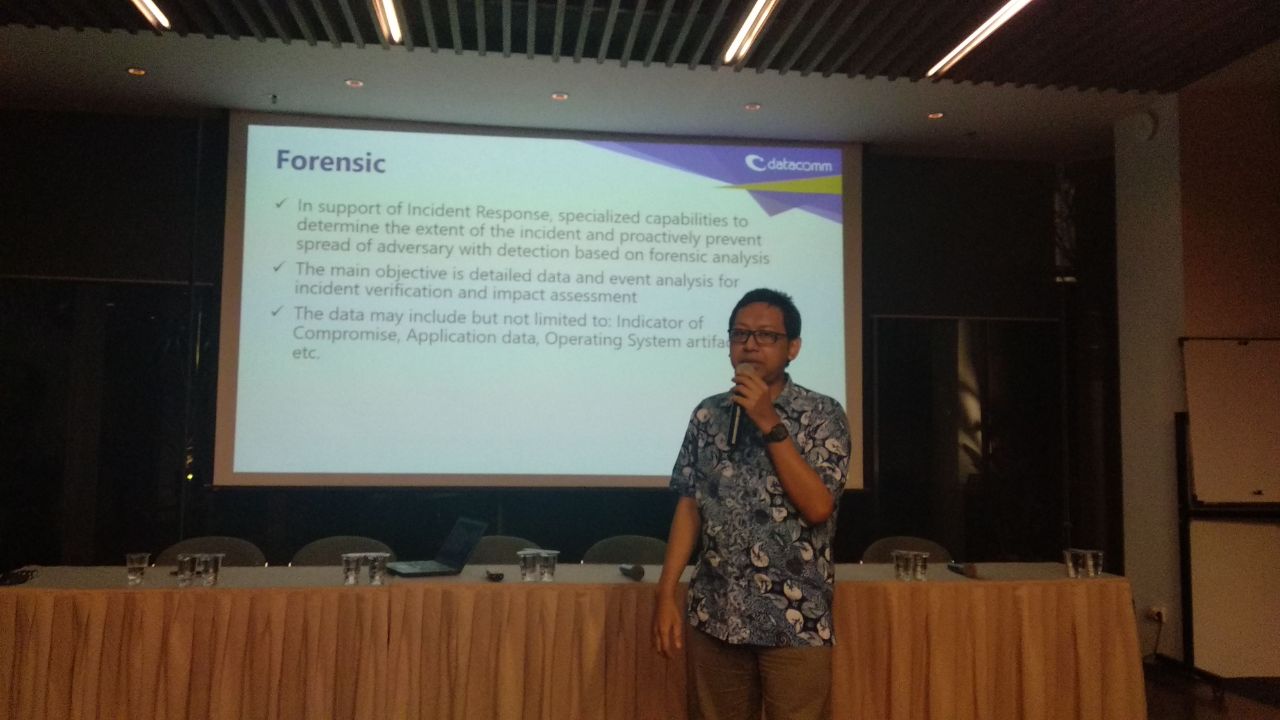 Forensic
datacomm
✓ In support of Incident Response, specialized capabilities to
determine the extent of the incident and proactively prevent
spread of adversary with detection based on forensic analysis
✓ The main objective is detailed data and event analysis for
incident verification and impact assessment
✓ The data may include but not limited to: Indicator of
Compromise, Application data, Operating System artifac
etc.